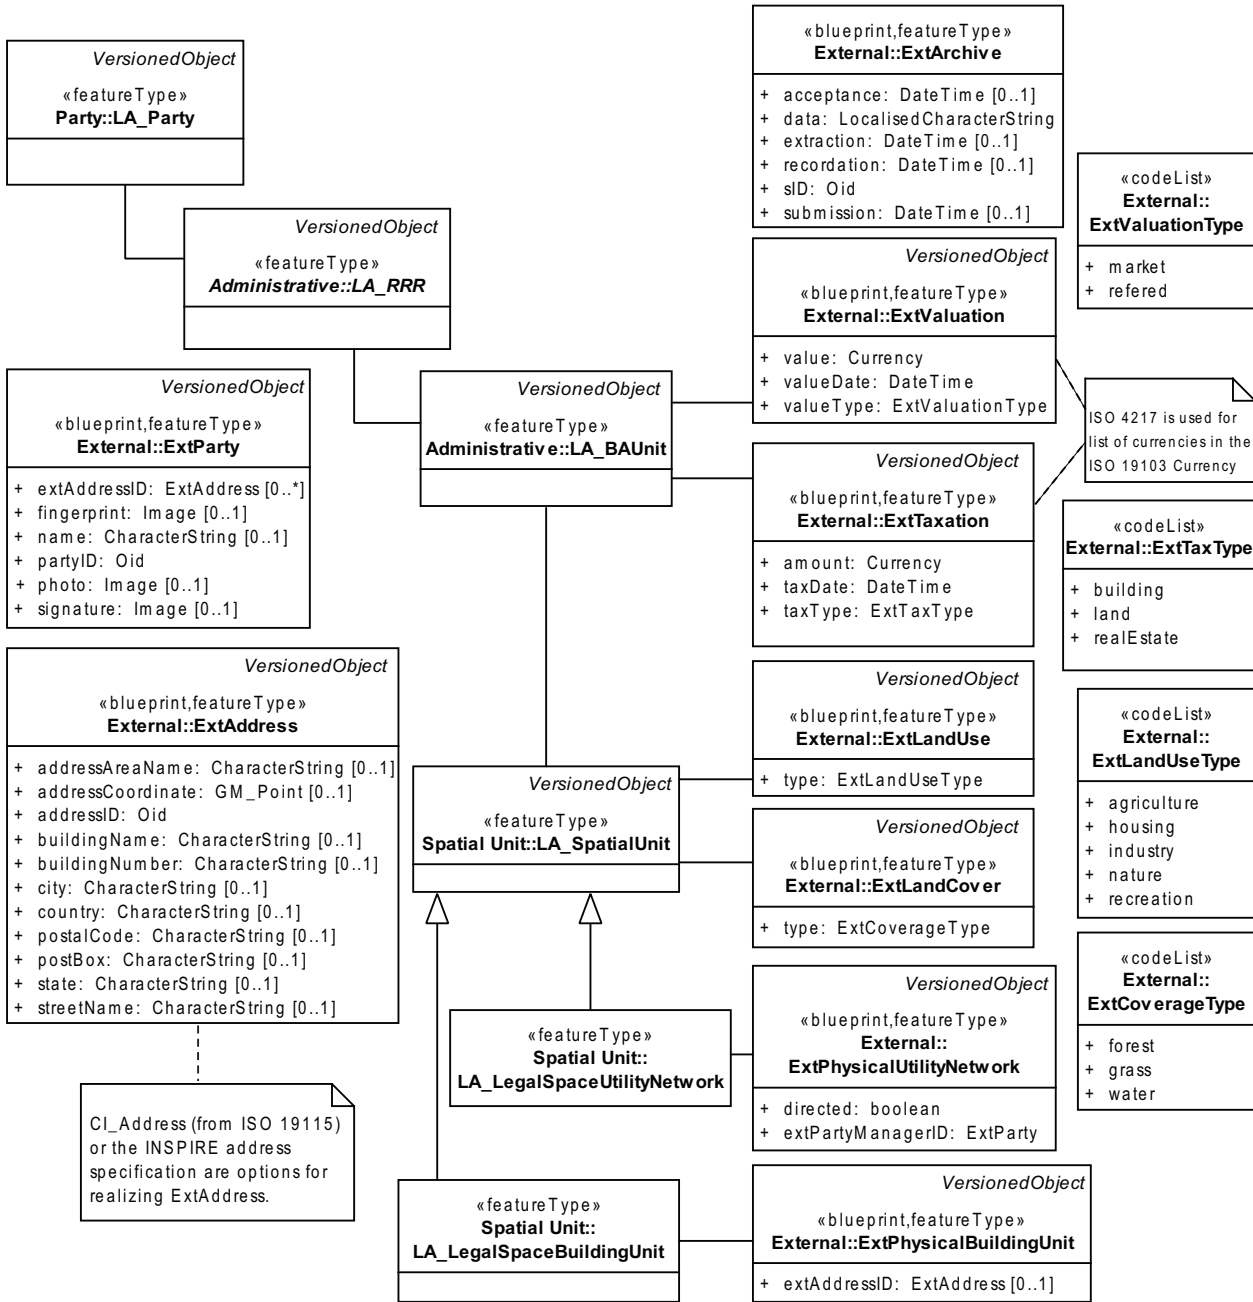 VersionedObject
«featureType»
Party::LA_Party
VersionedObject
«featureType»
Administrative::LA_RRR
VersionedObject
«blueprint,featureType»
External::ExtParty
+ extAddressID: ExtAddress [0..*]
+ fingerprint: Image [0..1]
+ name: CharacterString [0..1]
+ partyID: Oid
+ photo: Image [0..1]
+ signature: Image [0..1]
VersionedObject
«featureType»
Administrative::LA_BAUnit
VersionedObject
«blueprint,featureType»
External::ExtAddress
+ addressAreaName: CharacterString [0..1]
+ addressCoordinate: GM_Point [0..1]
+ addressID: Oid
+ buildingName: CharacterString [0..1]
+ buildingNumber: CharacterString [0..1]
+ city: CharacterString [0..1]
+ country: CharacterString [0..1]
+ postalCode: CharacterString [0..1]
+ postBox: CharacterString [0..1]
+ state: CharacterString [0..1]
+ streetName: CharacterString [0..1]
CI_Address (from ISO 19115)
or the INSPIRE address
specification are options for
realizing ExtAddress.
VersionedObject
«featureType»
Spatial Unit::LA_SpatialUnit
«featureType»
Spatial Unit::
LA_LegalSpaceUtilityNetwork
«featureType»
Spatial Unit::
LA_LegalSpaceBuildingUnit
«blueprint,featureType»
External::ExtArchive
+ acceptance: DateTime [0..1]
+ data: LocalisedCharacterString
+ extraction: DateTime [0..1]
+ recordation: DateTime [0..1]
+ sID: Oid
+ submission: DateTime [0..1]
VersionedObject
«blueprint,featureType»
External::ExtValuation
+ value: Currency
+ valueDate: DateTime
+ valueType: ExtValuationType
VersionedObject
«blueprint,featureType»
External::ExtTaxation
+ amount: Currency
+ taxDate: DateTime
+ taxType: ExtTaxType
VersionedObject
«blueprint,featureType»
External::ExtLandUse
+ type: ExtLandUseType
VersionedObject
«blueprint,featureType»
External::ExtLandCover
+ type: ExtCoverageType
VersionedObject
«blueprint,featureType»
External::
ExtPhysicalUtilityNetwork
+ directed: boolean
+ extPartyManagerID: ExtParty
VersionedObject
«blueprint,featureType»
External::ExtPhysicalBuildingUnit
+ extAddressID: ExtAddress [0..1]
«codeList»
External::
ExtValuationType
+ market
+ refered
ISO 4217 is used for
list of currencies in the
ISO 19103 Currency
«codeList»
External::ExtTaxType
+ building
+ land
+ realEstate
«codeList»
External::
ExtLandUseType
+ agriculture
+ housing
+ industry
+ nature
+ recreation
«codeList»
External::
ExtCoverageType
+ forest
+ grass
+ water